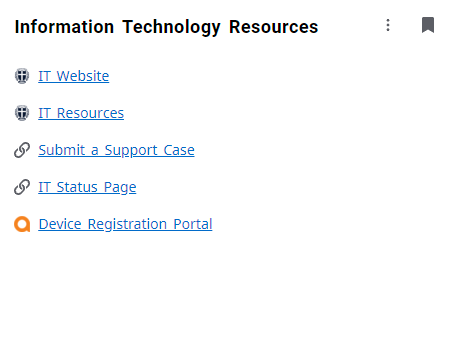 Information Technology Resources
IT Website
IT Resources
Submit a Support Case
IT Status Page
Device Registration Portal